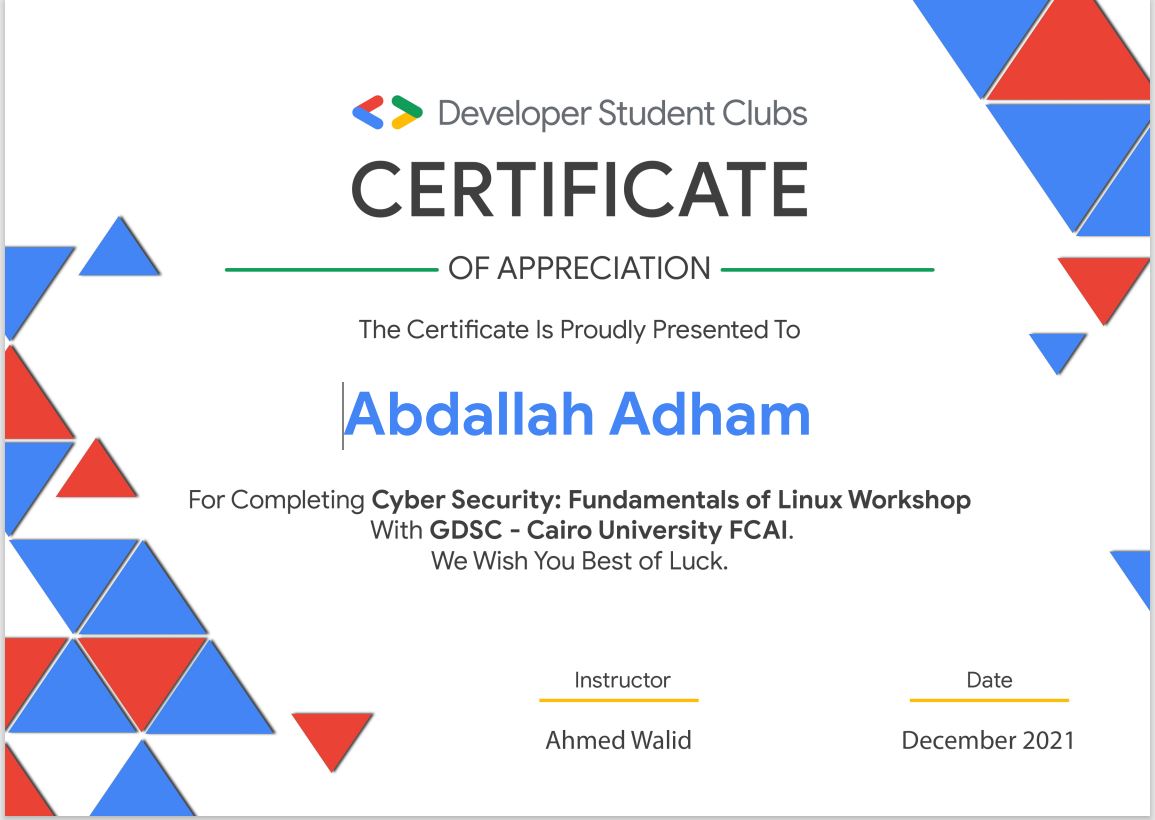 Developer Student Clubs
CERTIFICATE
OF APPRECIATION
The Certificate Is Proudly Presented To
Abdallah Adham
For Completing Cyber Security: Fundamentals of Linux Workshop
With GDSC - Cairo University FCAI.
We Wish You Best of Luck.
Instructor
Ahmed Walid
Date
December 2021